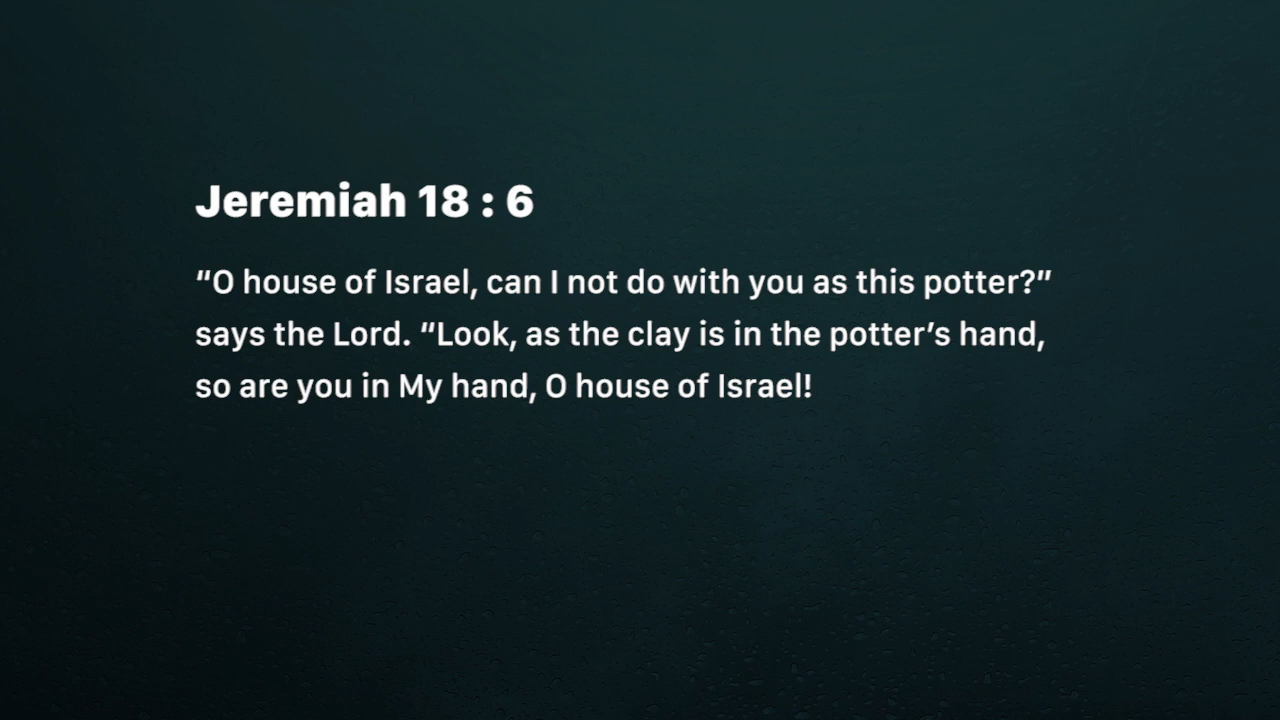 Jeremiah 18 : 6
“O house of Israel, can I not do with you as this potter?”
says the Lord. “Look, as the clay is in the potter’s hand,
so are you in My hand, O house of Israel!